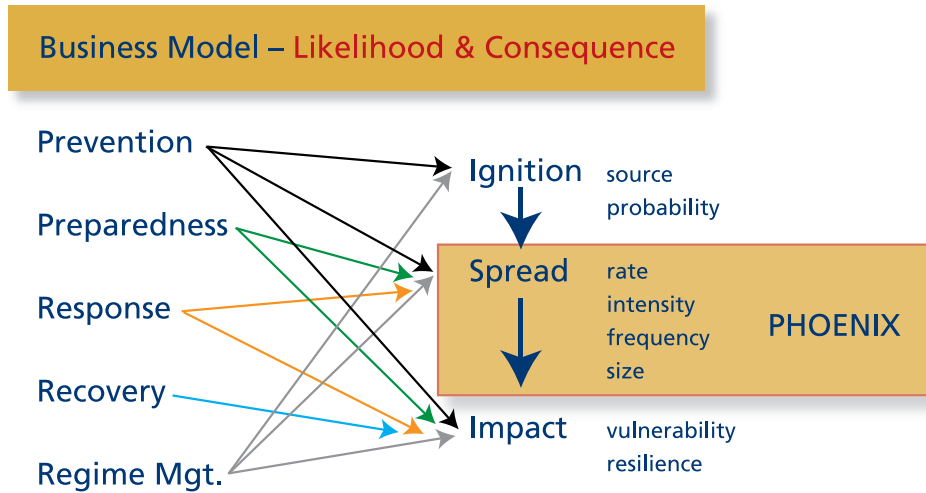 Business Model – Likelihood & Consequence
Prevention
Preparedness
Response
Recovery
Regime Mgt.
Ignition
source
probability
Spread
rate
intensity
frequency
size
PHOENIX
Impact
vulnerability
resilience